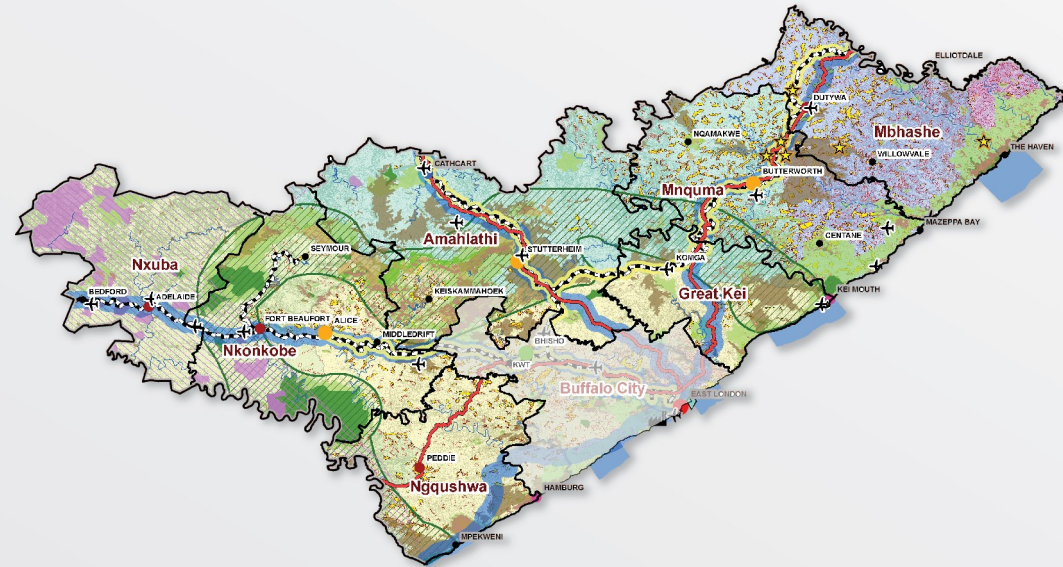 ELLIOTDALE
DUTYWA
NQAMAKWE
Mbhashe
THE HAVEN
WILLOWVALE
CATHCART
BUTTERWORTH
Mnquma
MAZEPPA BAY
CENTANE
Amahlathi
STUTTERHEIM
SEYMOUR
KOMGA
Nxuba
KEI MOUTH
Great Kei
BEDFORD
ADELAIDE
KEISKAMMAHOEK
FORT BEAUFORT
ALICE
MIDDLEDRIFT
BHISHO
Nkonkobe
KWT
Buffalo City
EAST LONDON
PEDDIE
Ngqushwa
HAMBURG
MPEKWENI